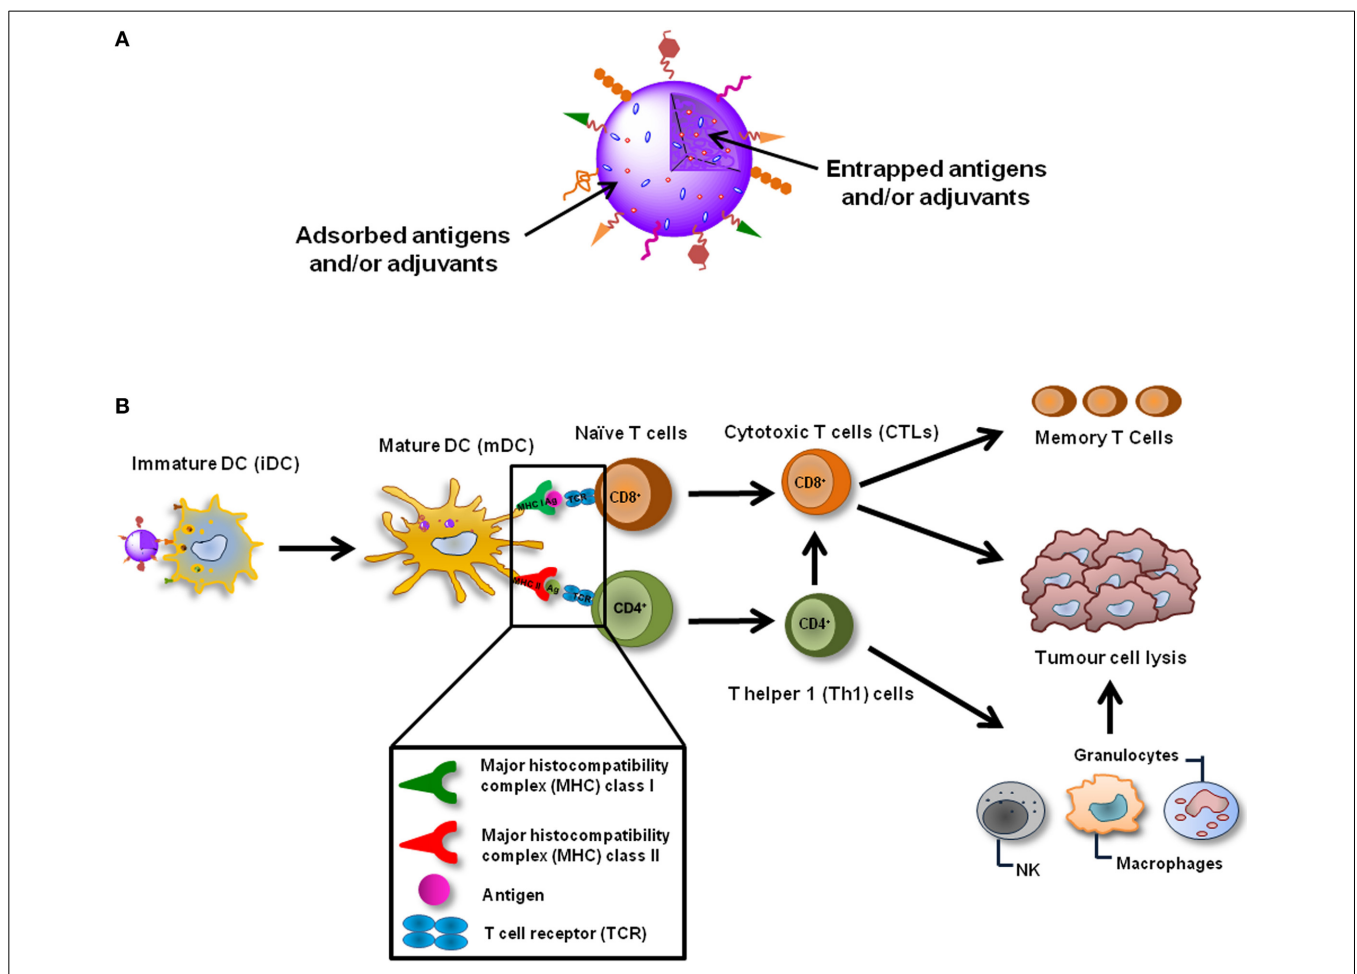 A
Entrapped antigens
and/or adjuvants
Adsorbed antigens
and/or adjuvants
B
Immature DC (iDC)
Mature DC (mDC)
Naïve T cells
Cytotoxic T cells (CTLs)
Memory T Cells
MHC I Ag TCR CD8+
CD8+
MHC II Ag TCR CD4+
CD4+
Tumour cell lysis
T helper 1 (Th1) cells
Granulocytes
NK
Macrophages
Major histocompatibility
complex (MHC) class I
Major histocompatibility
complex (MHC) class II
Antigen
T cell receptor (TCR)